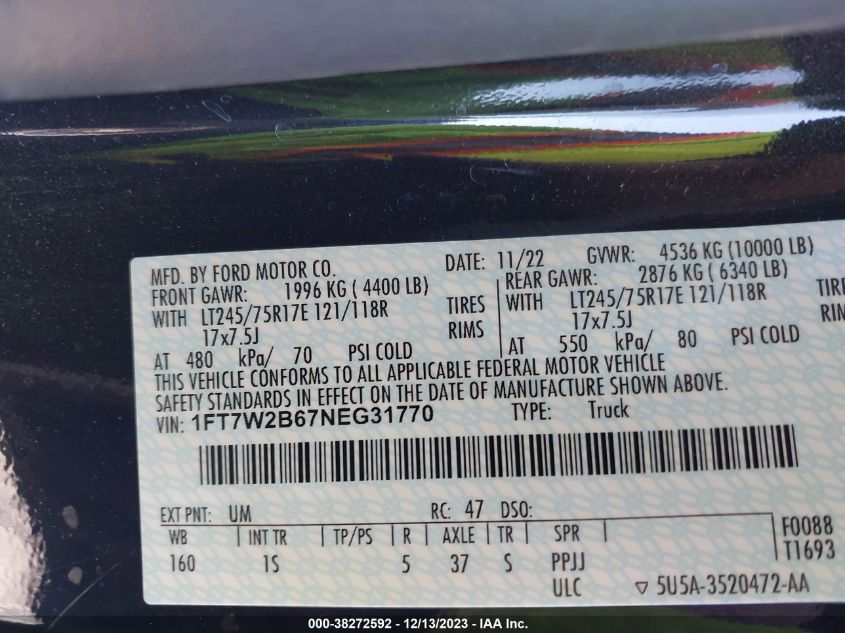 MFD. BY FORD MOTOR CO. DATE: 11/22 GVWR: 4536 KG (10000 LB)
FRONT GAWR: 1996 KG ( 4400 LB) REAR GAWR: 2876 KG ( 6340 LB)
WITH LT245/75R17E 121/118R TIRES WITH LT245/75R17E 121/118R TIRE
17x7.5J RIMS 17x7.5J RIMS
AT 480 kPa/ 70 PSI COLD AT 550 kPa/ 80 PSI COLD
THIS VEHICLE CONFORMS TO ALL APPLICABLE FEDERAL MOTOR VEHICLE
SAFETY STANDARDS IN EFFECT ON THE DATE OF MANUFACTURE SHOWN ABOVE.
VIN: 1FT7W2B67NEG31770 TYPE: Truck
EXT PNT: UM RC: 47 DSO:
WB INT TR TP/PS R AXLE TR SPR F0088
160 1S 5 37 S PPJJ T1693
ULC ▽ 5U5A-3520472-AA
000-38272592 - 12/13/2023 - IAA Inc.